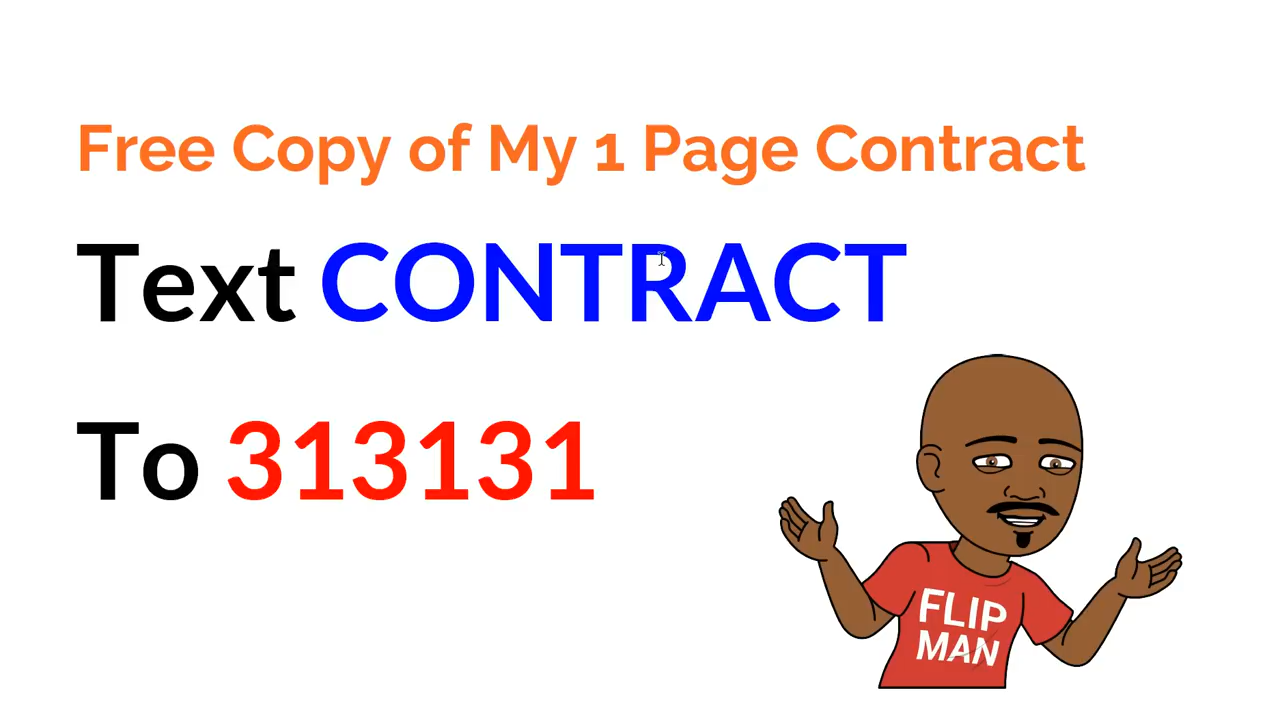 Free Copy of My 1 Page Contract
Text CONTRACT
To 313131
FLIP
MAN